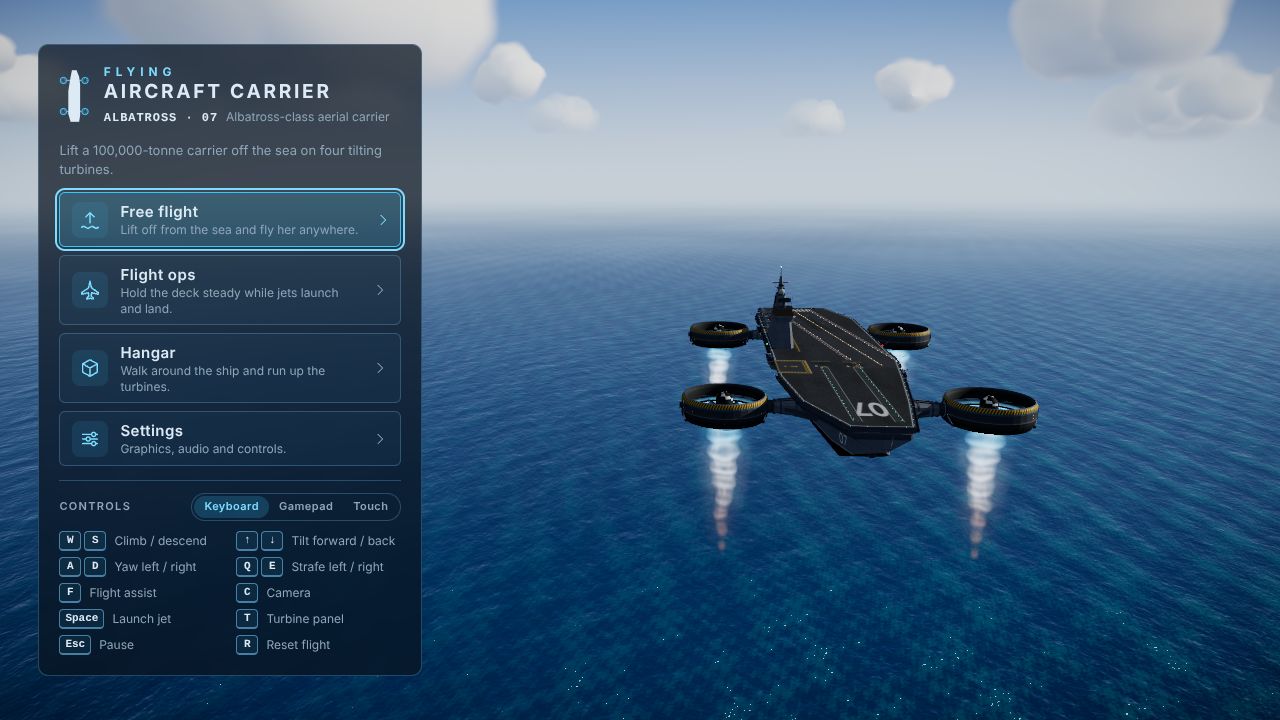 FLYING
AIRCRAFT CARRIER
ALBATROSS · 07 Albatross-class aerial carrier
Lift a 100,000-tonne carrier off the sea on four tilting
turbines.
Free flight
Lift off from the sea and fly her anywhere.
Flight ops
Hold the deck steady while jets launch
and land.
Hangar
Walk around the ship and run up the
turbines.
Settings
Graphics, audio and controls.
CONTROLS Keyboard Gamepad Touch
W S Climb / descend ↑ ↓ Tilt forward / back
A D Yaw left / right Q E Strafe left / right
F Flight assist C Camera
Space Launch jet T Turbine panel
Esc Pause R Reset flight
07
07